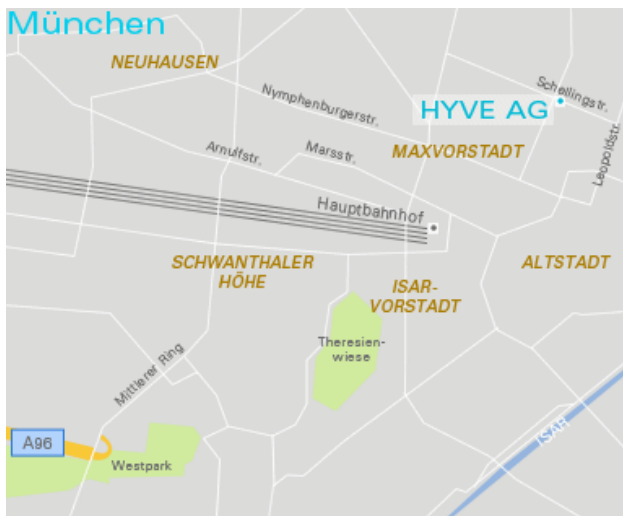 München
NEUHAUSEN
Schellingstr.
Nymphenburgerstr.
HYVE AG
Arnulfstr.
Marsstr.
MAXVORSTADT
Leopoldstr.
Hauptbahnhof
SCHWANTHALER
HÖHE
ISAR-
VORSTADT
ALTSTADT
Theresien-
wiese
Mittlerer Ring
A96
Westpark
ISAR